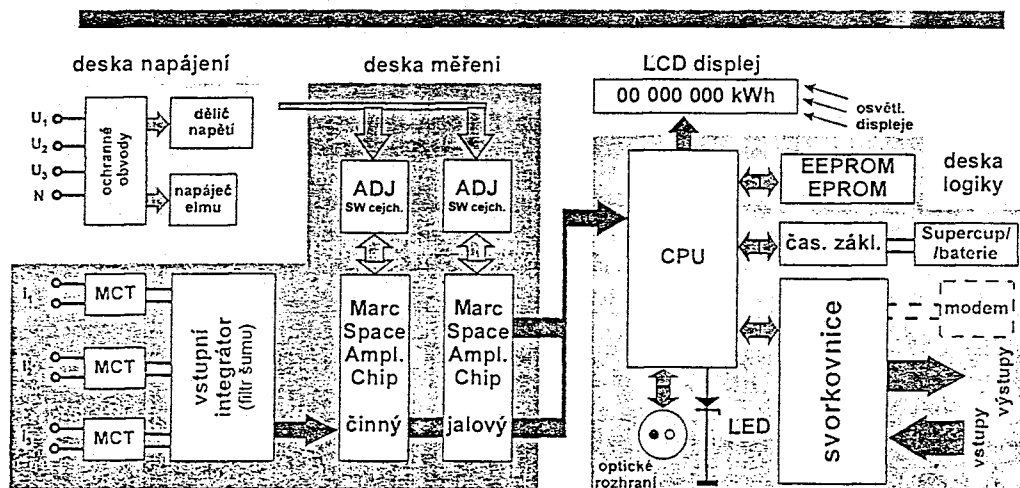 deska napájení
deska měření
LCD displej
00 000 000 kWh
osvětl.
displeje
U1
U2
U3
N
ochranné
obvody
dělič
napětí
napáječ
elmu
ADJ
SW cejch.
ADJ
SW cejch.
CPU
EEPROM
EPROM
deska
logiky
čas. zákl.
Supercup/
/baterie
I1
MCT
I2
MCT
I3
MCT
vstupní
integrátor
(filtr šumu)
Marc
Space
Ampl.
Chip
činný
Marc
Space
Ampl.
Chip
jalový
svorkovnice
modem
výstupy
vstupy
LED
optické
rozhraní